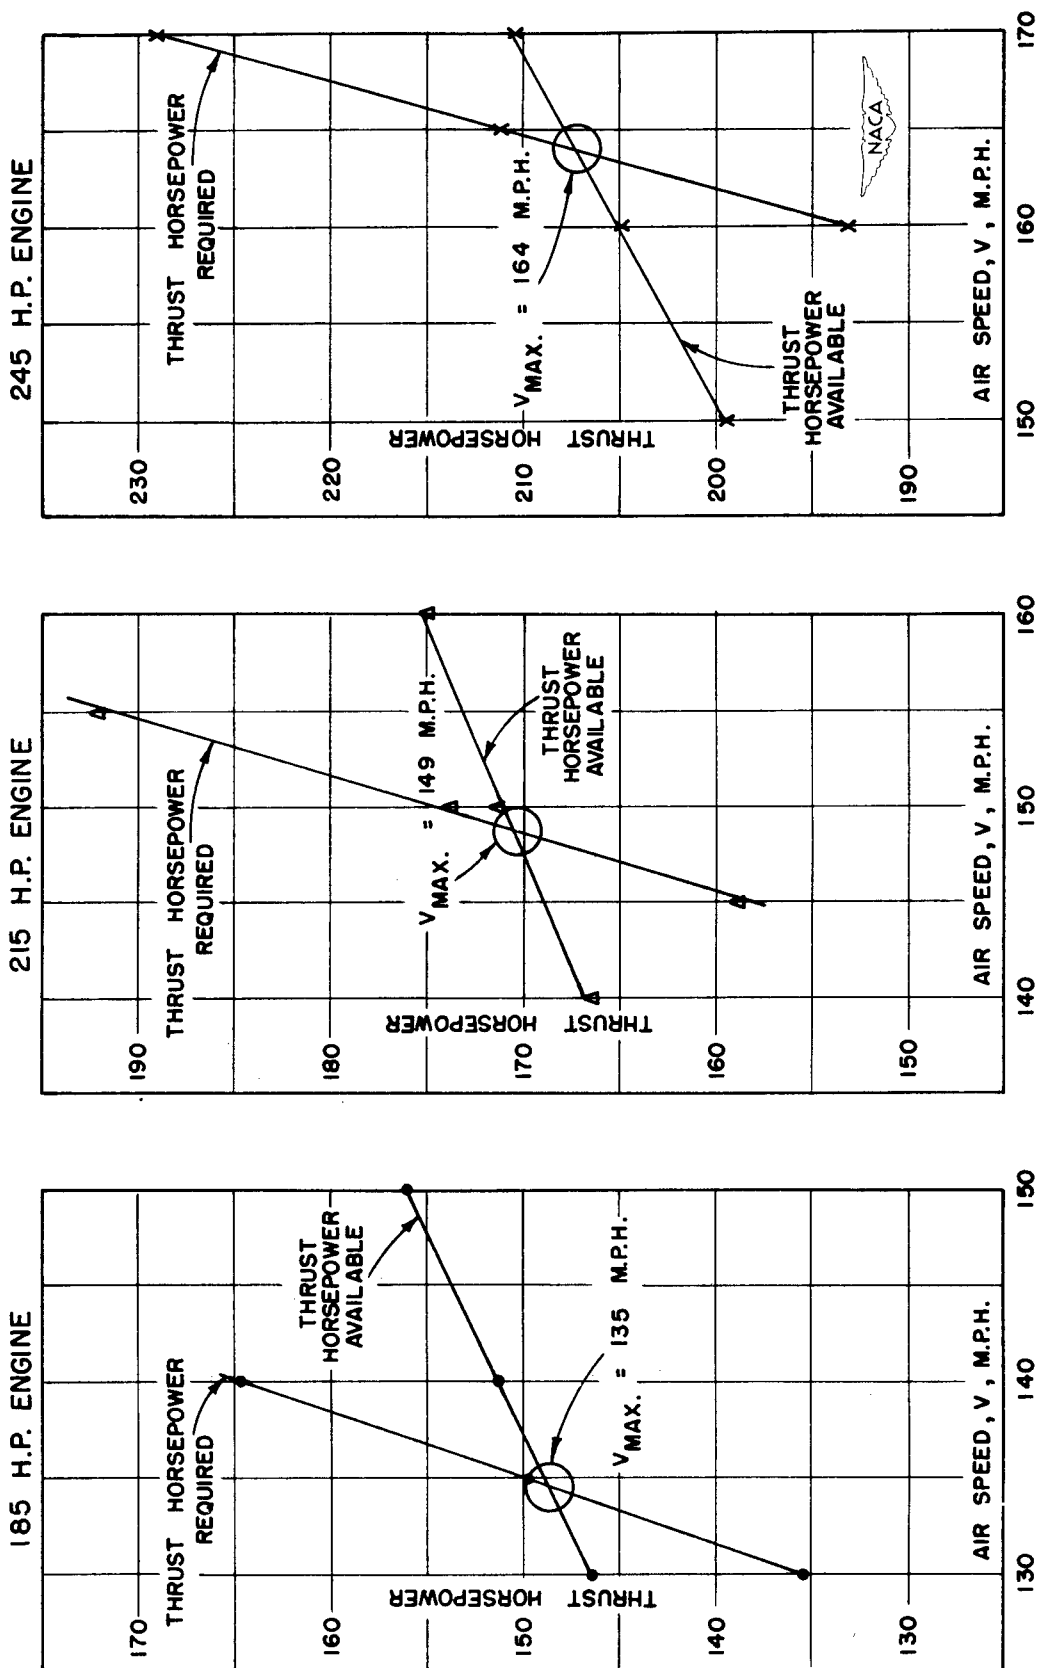 185 H.P. ENGINE
170
160
150
140
130
THRUST HORSEPOWER
REQUIRED
THRUST
HORSEPOWER
AVAILABLE
VMAX. = 135 M.P.H.
THRUST
HORSEPOWER
AIR SPEED, V, M.P.H.
130
140
150
215 H.P. ENGINE
190
180
170
160
150
THRUST HORSEPOWER
REQUIRED
VMAX. = 149 M.P.H.
THRUST
HORSEPOWER
AVAILABLE
THRUST
HORSEPOWER
AIR SPEED, V, M.P.H.
140
150
160
245 H.P. ENGINE
230
220
210
200
190
THRUST HORSEPOWER
REQUIRED
VMAX. = 164 M.P.H.
THRUST
HORSEPOWER
AVAILABLE
THRUST
HORSEPOWER
NACA
AIR SPEED, V, M.P.H.
150
160
170